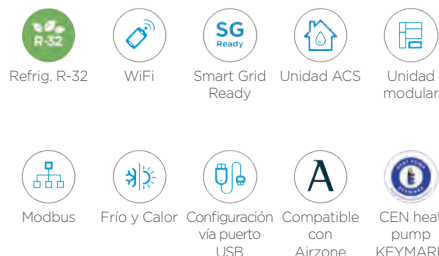 R-32
SG
Ready
Refrig. R-32
WiFi
Smart Grid
Ready
Unidad ACS
Unidad
modular
A
Modbus
Frío y Calor
Configuración
vía puerto
USB
Compatible
con
Airzone
CEN heat
pump
KEYMARK